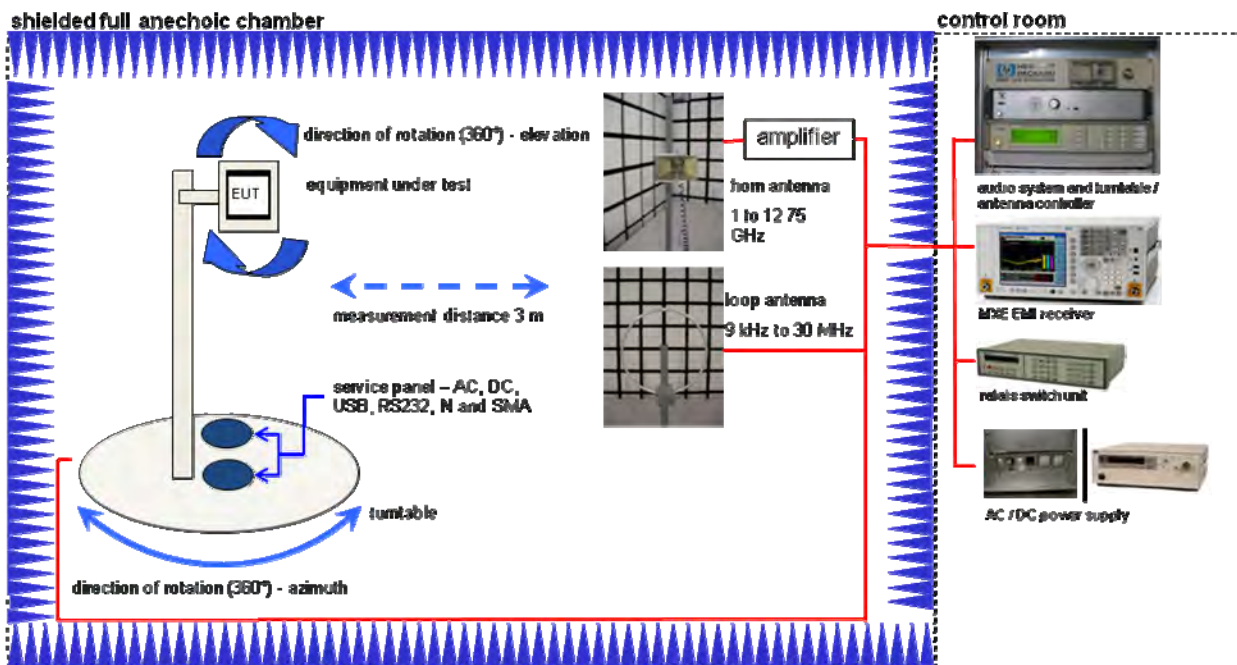 shielded full anechoic chamber
control room
direction of rotation (360°) - elevation
equipment under test
EUT
measurement distance 3 m
service panel – AC, DC,
USB, RS232, N and SMA
turntable
direction of rotation (360°) - azimuth
amplifier
horn antenna
1 to 12 75
GHz
loop antenna
9 kHz to 30 MHz
audio system and turntable /
antenna controller
MXE EMI receiver
relais switch unit
AC / DC power supply